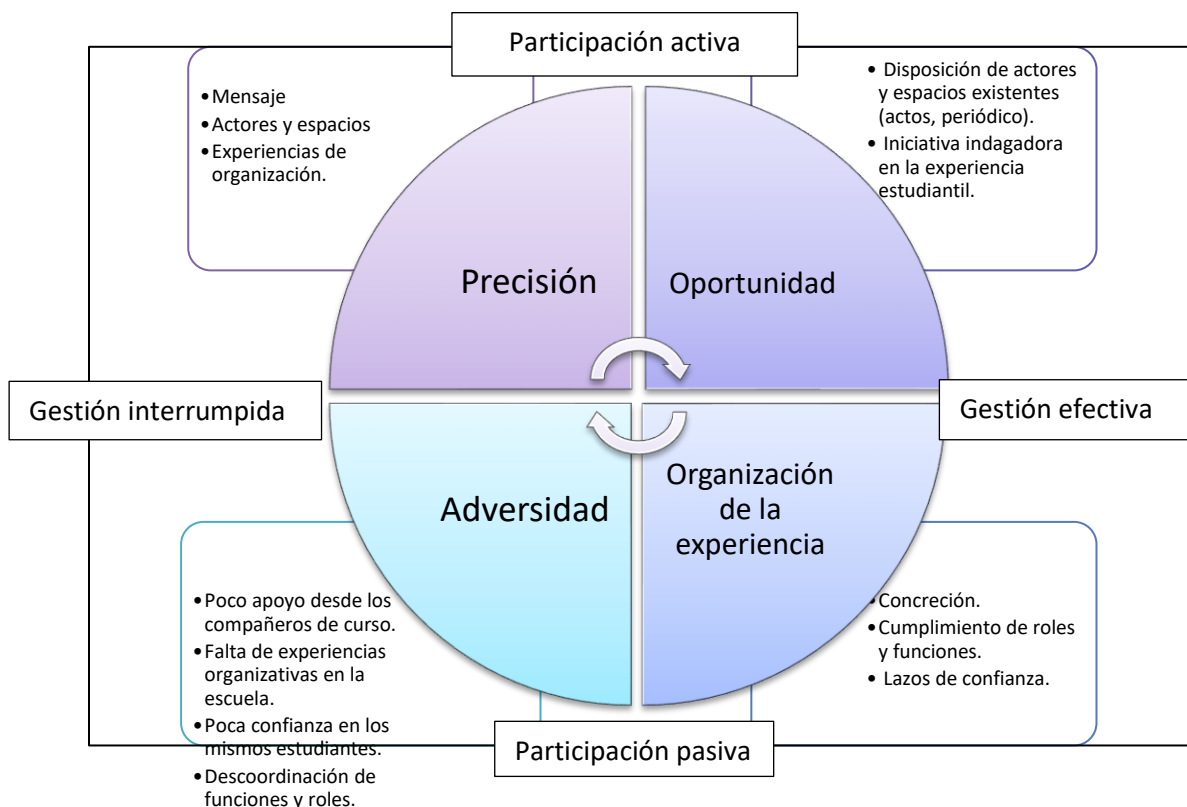 Participación activa
•Mensaje
•Actores y espacios
•Experiencias de
organización.
• Disposición de actores
y espacios existentes
(actos, periódico).
• Iniciativa indagadora
en la experiencia
estudiantil.
Precisión
Oportunidad
Gestión interrumpida
Gestión efectiva
Adversidad
Organización
de la
experiencia
•Poco apoyo desde los
compañeros de curso.
•Falta de experiencias
organizativas en la
escuela.
•Poca confianza en los
mismos estudiantes.
•Descoordinación de
funciones y roles.
•Concreción.
•Cumplimiento de roles
y funciones.
• Lazos de confianza.
Participación pasiva